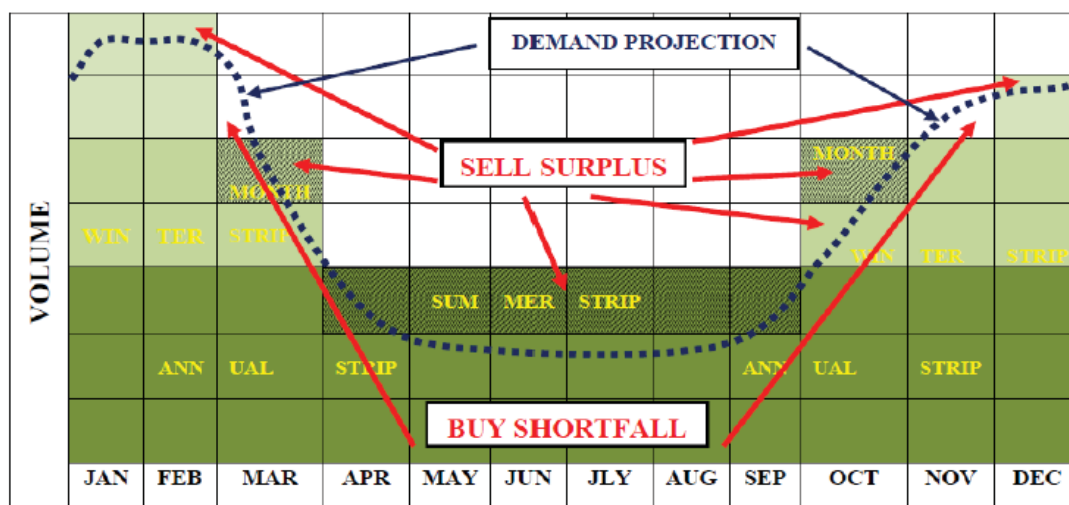 DEMAND PROJECTION
SELL SURPLUS
MONTH
MONTH
WIN TER STRIP
WIN TER STRIP
SUM MER STRIP
ANN UAL STRIP
ANN UAL STRIP
BUY SHORTFALL
VOLUME
JAN FEB MAR APR MAY JUN JLY AUG SEP OCT NOV DEC